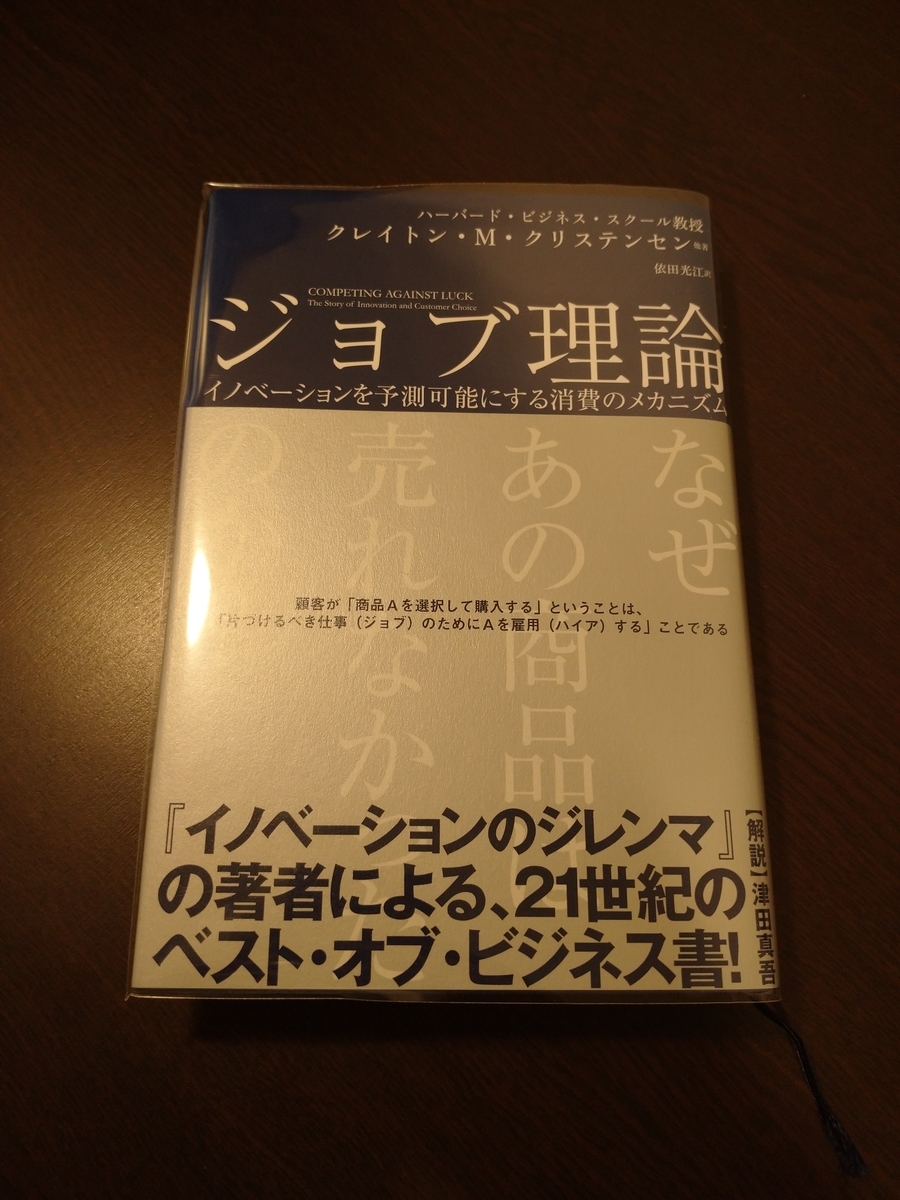 ハーバード・ビジネス・スクール教授
クレイトン・M・クリステンセン 他著
依田光江 訳
COMPETING AGAINST LUCK
The Story of Innovation and Customer Choice
ジョブ理論
イノベーションを予測可能にする消費のメカニズム
なぜ
あの商品は
売れなかった
の
顧客が「商品Aを選択して購入する」ということは、
「片づけるべき仕事（ジョブ）のためにAを雇用（ハイア）する」ことである
『イノベーションのジレンマ』
の著者による、21世紀の
ベスト・オブ・ビジネス書!
【解説】津田真吾